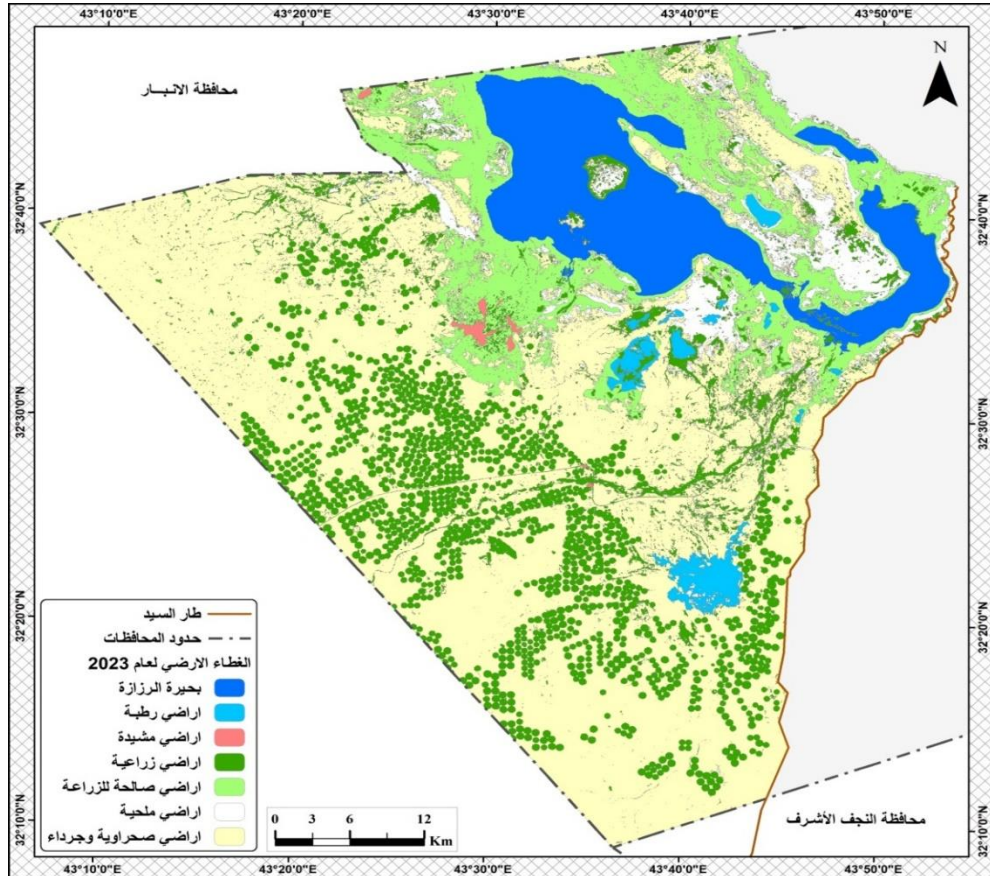 43°10'0"E
43°20'0"E
43°30'0"E
43°40'0"E
43°50'0"E
N
محافظة الانبـــار
32°40'0"N
32°40'0"N
32°30'0"N
32°30'0"N
32°20'0"N
32°20'0"N
32°10'0"N
32°10'0"N
طار السيد
حدود المحافظات
الغطاء الارضي لعام 2023
بحيرة الرزازة
اراضي رطبة
اراضي مشيدة
اراضي زراعية
اراضي صالحة للزراعة
اراضي ملحية
اراضي صحراوية وجرداء
0 3 6 12
Km
محافظة النجف الأشرف
43°10'0"E
43°20'0"E
43°30'0"E
43°40'0"E
43°50'0"E